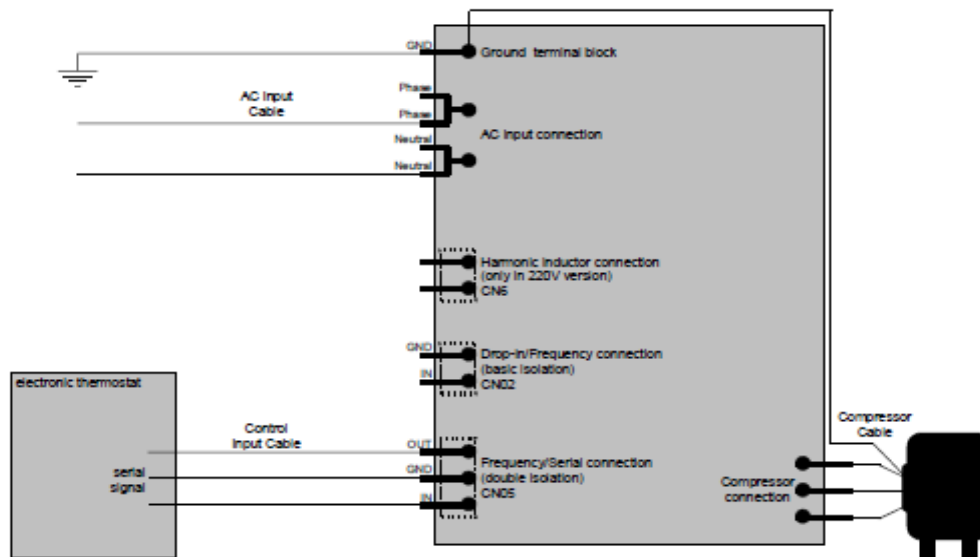 GND
Ground terminal block
Phase
AC Input
Cable
Phase
AC Input connection
Neutral
Neutral
Harmonic Inductor connection
(only in 220V version)
CN6
GND
Drop-in/Frequency connection
(basic isolation)
IN
CN02
electronic thermostat
Control
Input Cable
OUT
Compressor
Cable
serial
signal
GND
Frequency/Serial connection
(double isolation)
IN
CN05
Compressor
connection